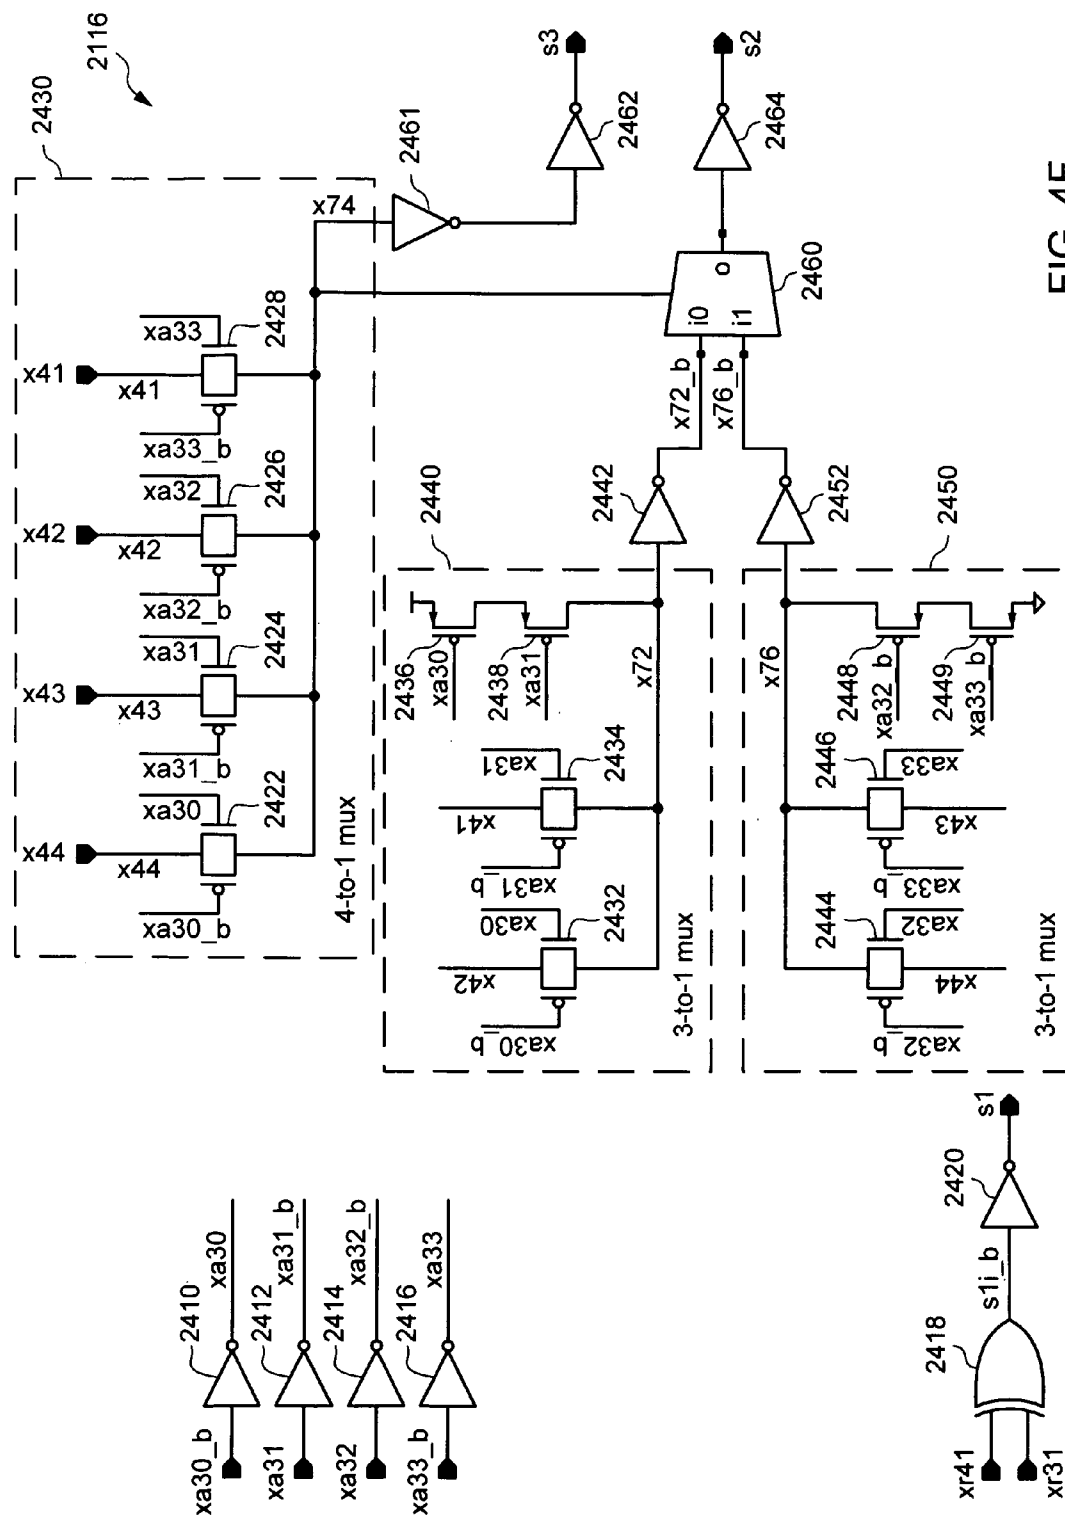 2116
2430
x44
x44
xa30_b
xa30
2422
x43
x43
xa31_b
xa31
2424
x42
x42
xa32_b
xa32
2426
x41
x41
xa33_b
xa33
2428
4-to-1 mux
x74
2461
2462
s3
2440
x42
xa30_b
xa30
2432
x41
xa31_b
xa31
2434
2436
xa30
2438
xa31
x72
3-to-1 mux
2442
x72_b
x76_b
i0
i1
o
2460
2464
s2
2450
x76
2452
2444
xa32_b
xa32
x44
2446
xa33_b
xa33
x43
2448
xa32_b
2449
xa33_b
3-to-1 mux
xa30_b
2410
xa30
xa31
2412
xa31_b
xa32
2414
xa32_b
xa33_b
2416
xa33
xr41
xr31
2418
s1i_b
2420
s1